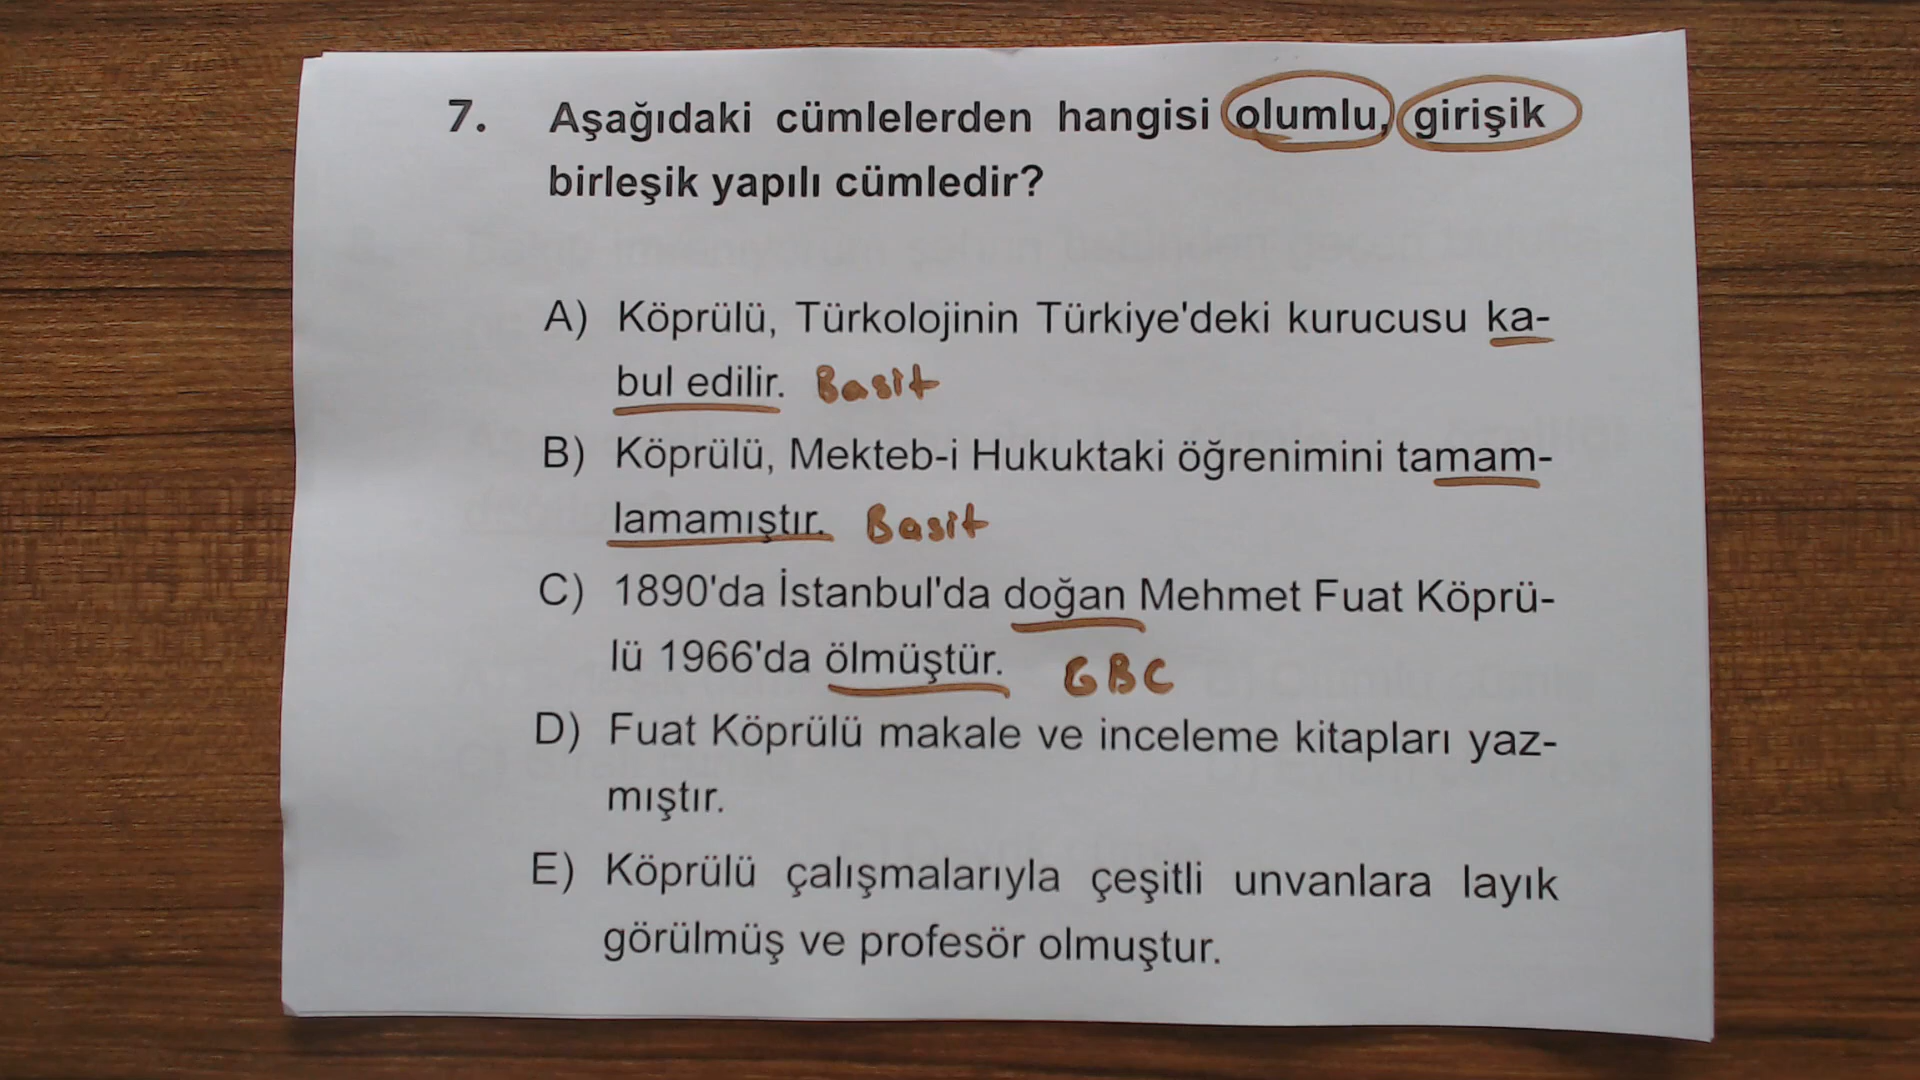 7. Aşağıdaki cümlelerden hangisi olumlu, girişik
birleşik yapılı cümledir?
A) Köprülü, Türkolojinin Türkiye'deki kurucusu ka-
bul edilir. Basit
B) Köprülü, Mekteb-i Hukuktaki öğrenimini tamam-
lamamıştır. Basit
C) 1890'da İstanbul'da doğan Mehmet Fuat Köprü-
lü 1966'da ölmüştür. GBC
D) Fuat Köprülü makale ve inceleme kitapları yaz-
mıştır.
E) Köprülü çalışmalarıyla çeşitli unvanlara layık
görülmüş ve profesör olmuştur.